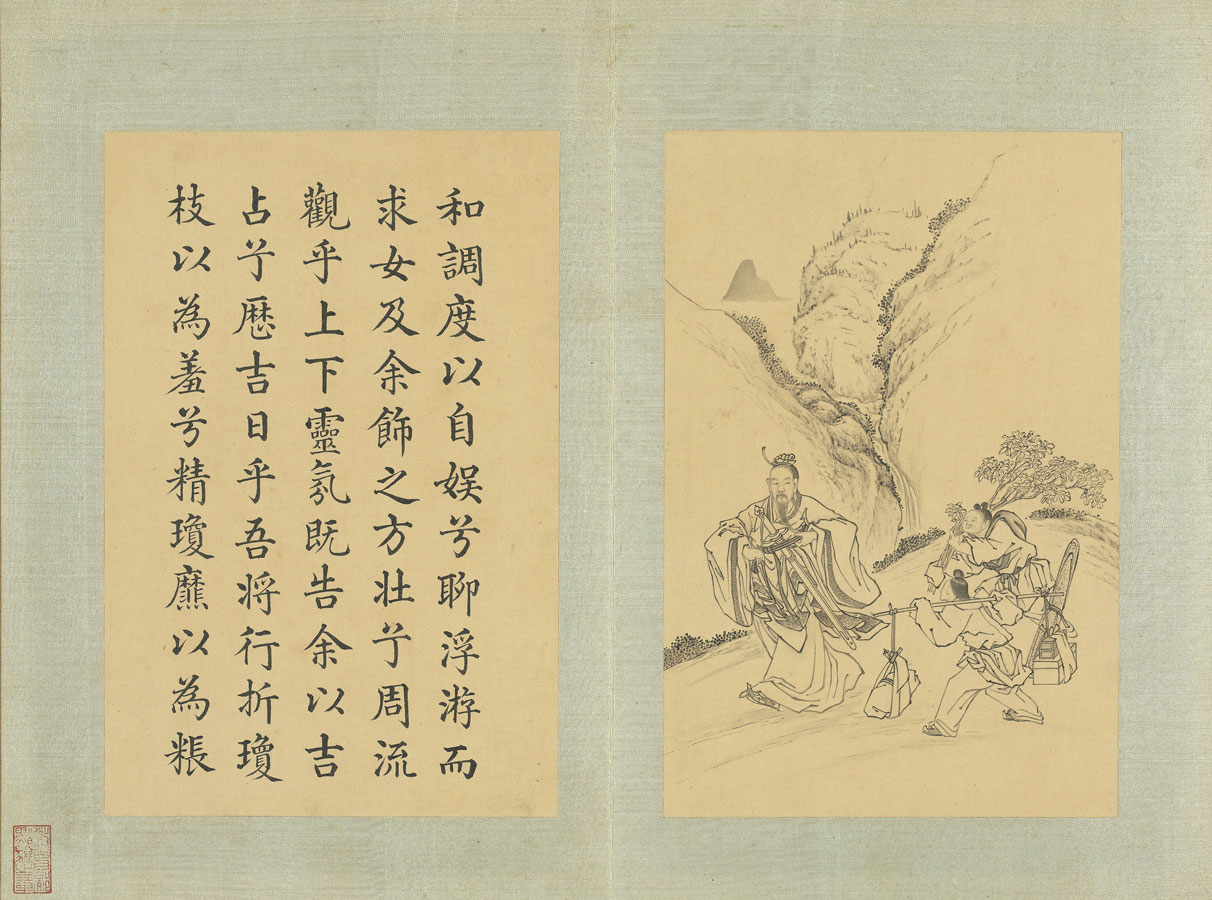 和調度以自娛兮聊浮游而
求女及余飾之方壯兮周流
觀乎上下靈氛既告余以吉
占兮歷吉日乎吾將行折瓊
枝以為羞兮精瓊爢以為粻